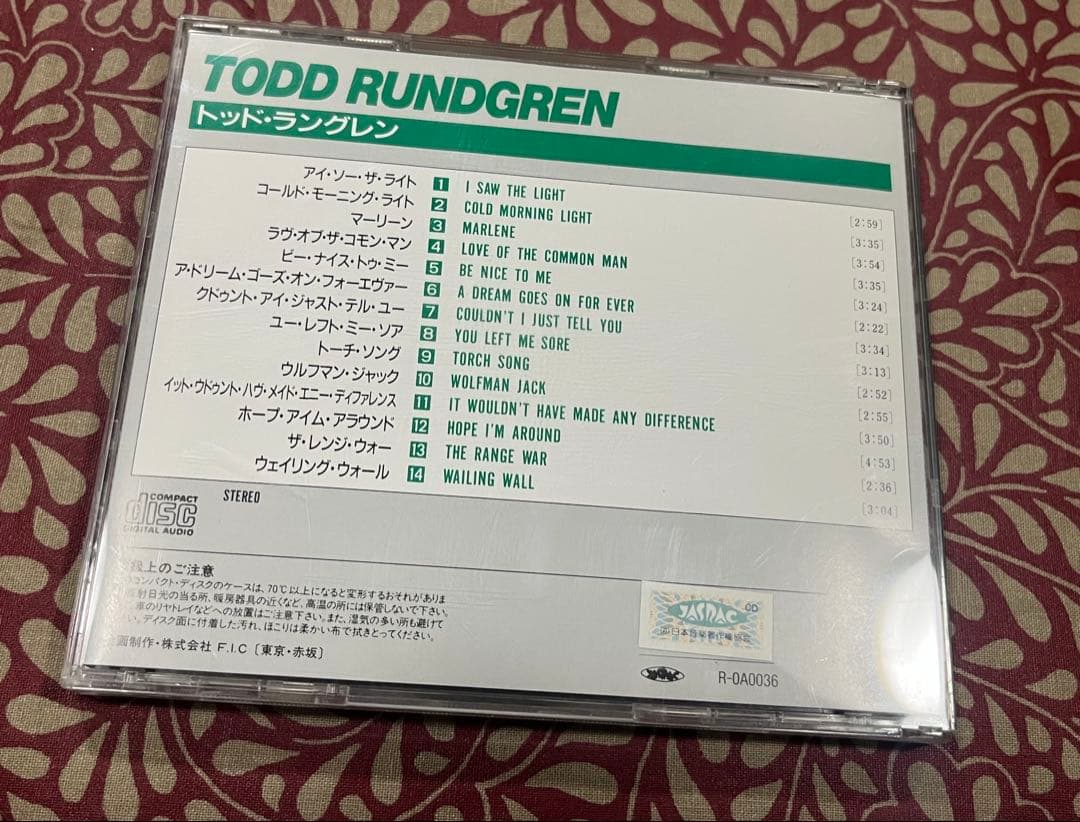 TODD RUNDGREN
トッド・ラングレン
アイ・ソー・ザ・ライト 1 I SAW THE LIGHT [2:59]
コールド・モーニング・ライト 2 COLD MORNING LIGHT [3:35]
マーリーン 3 MARLENE [3:54]
ラヴ・オブ・ザ・コモン・マン 4 LOVE OF THE COMMON MAN [3:35]
ビー・ナイス・トゥ・ミー 5 BE NICE TO ME [3:24]
ア・ドリーム・ゴーズ・オン・フォーエヴァー 6 A DREAM GOES ON FOR EVER [2:22]
クドゥント・アイ・ジャスト・テル・ユー 7 COULDN'T I JUST TELL YOU [3:34]
ユー・レフト・ミー・ソア 8 YOU LEFT ME SORE [3:13]
トーチ・ソング 9 TORCH SONG [2:52]
ウルフマン・ジャック 10 WOLFMAN JACK [2:55]
イット・ウドゥント・ハヴ・メイド・エニー・ディファレンス 11 IT WOULDN'T HAVE MADE ANY DIFFERENCE [3:50]
ホープ・アイム・アラウンド 12 HOPE I'M AROUND [4:53]
ザ・レンジ・ウォー 13 THE RANGE WAR [2:36]
ウェイリング・ウォール 14 WAILING WALL [3:04]
COMPACT
disc
DIGITAL AUDIO
STEREO
扱上のご注意
コンパクト・ディスクのケースは、70℃以上になると変形するおそれがありま
射日光の当る所、暖房器具の近くなど、高温の所には保管しないで下さい。
車のリヤトレイなどへの放置はご注意下さい。また、湿気の多い所も避けて
い。ディスク面に付着した汚れ、ほこりは柔かい布で拭きとってください。
画制作・株式会社 F.I.C〔東京・赤坂〕
JASRAC
CD
日本音楽著作権協会
R-0A0036